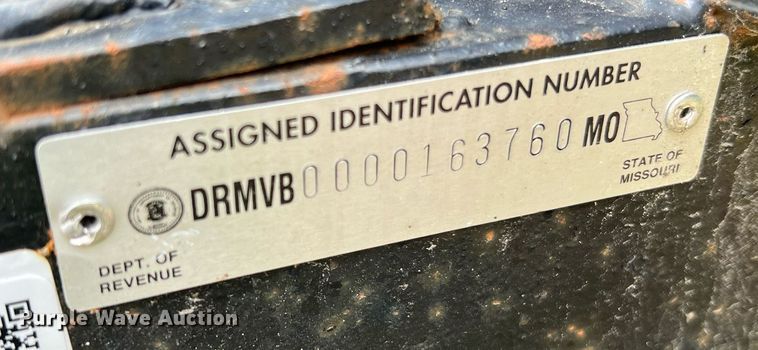 ASSIGNED IDENTIFICATION NUMBER
DRMVB0000163760MO
DEPT. OF
REVENUE
STATE OF
MISSOURI
Purple Wave Auction